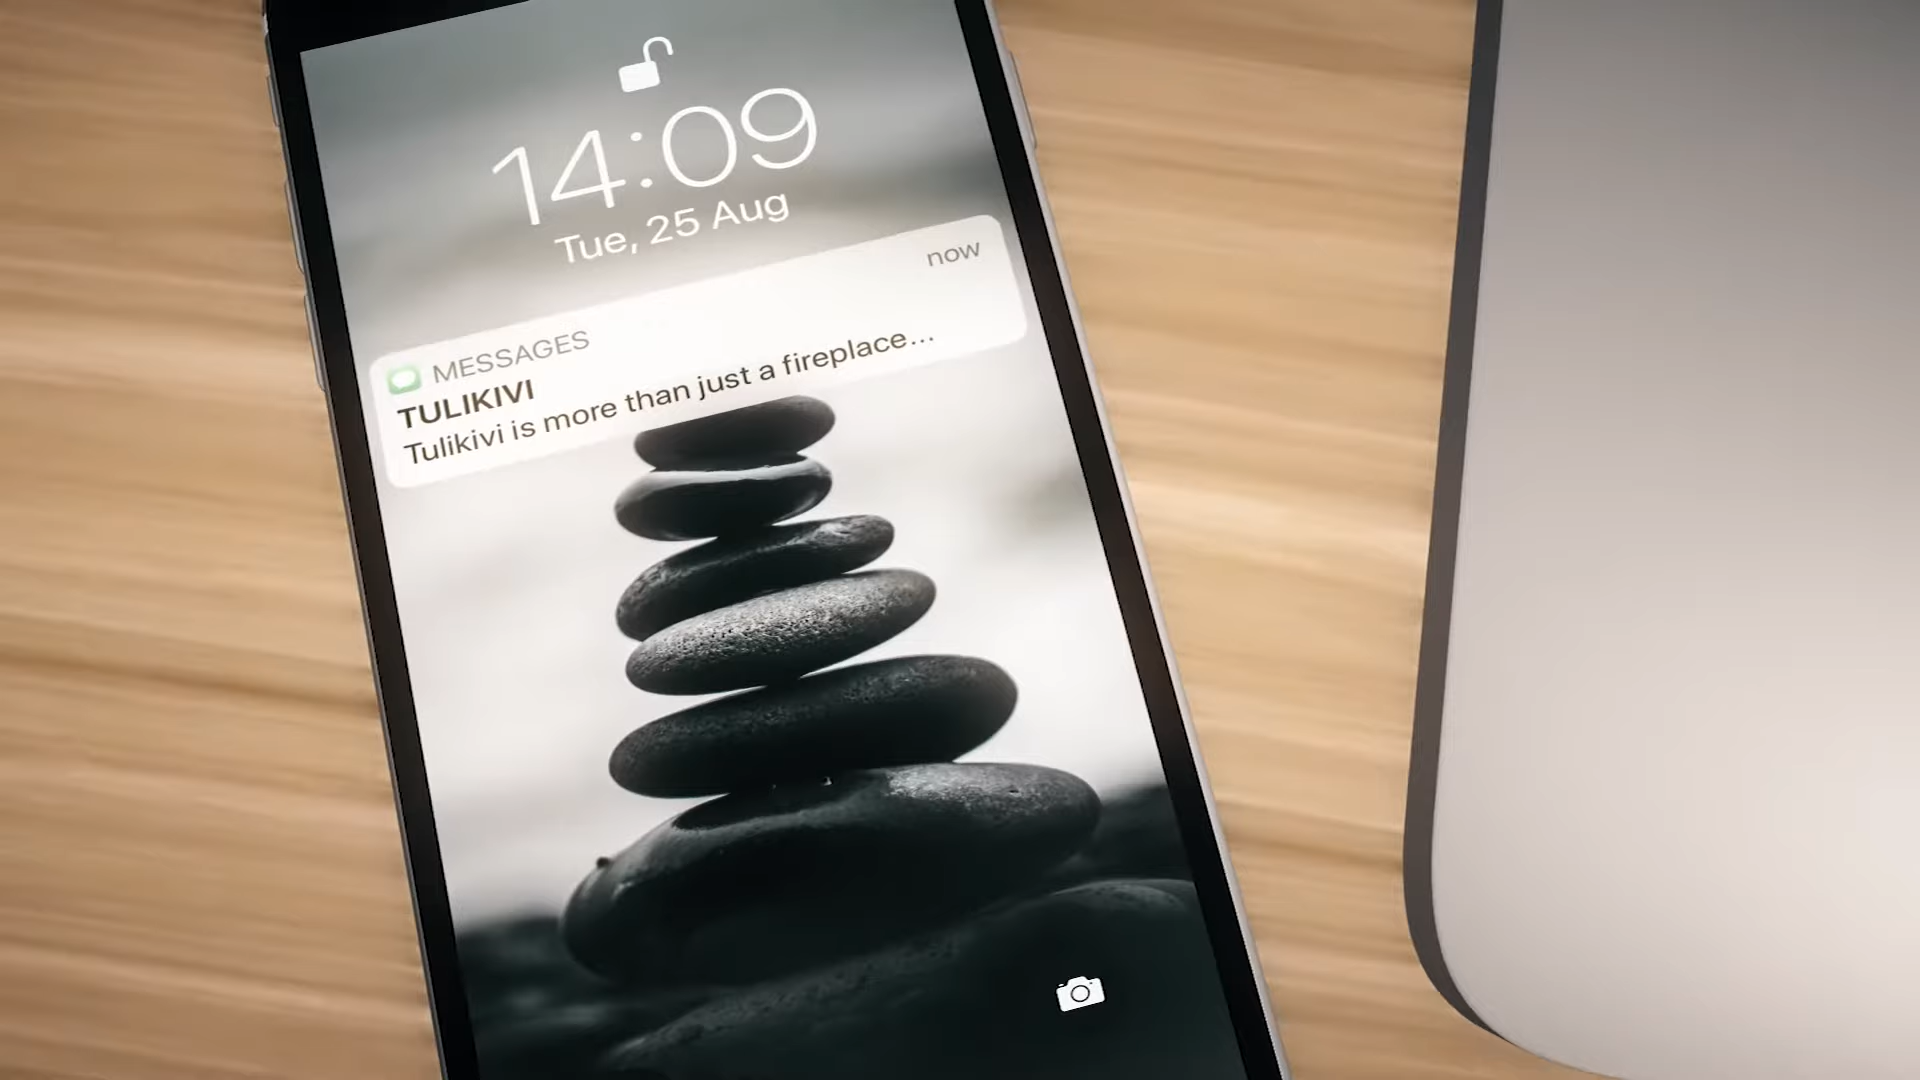 14:09
Tue, 25 Aug
MESSAGES
now
TULIKIVI
Tulikivi is more than just a fireplace...